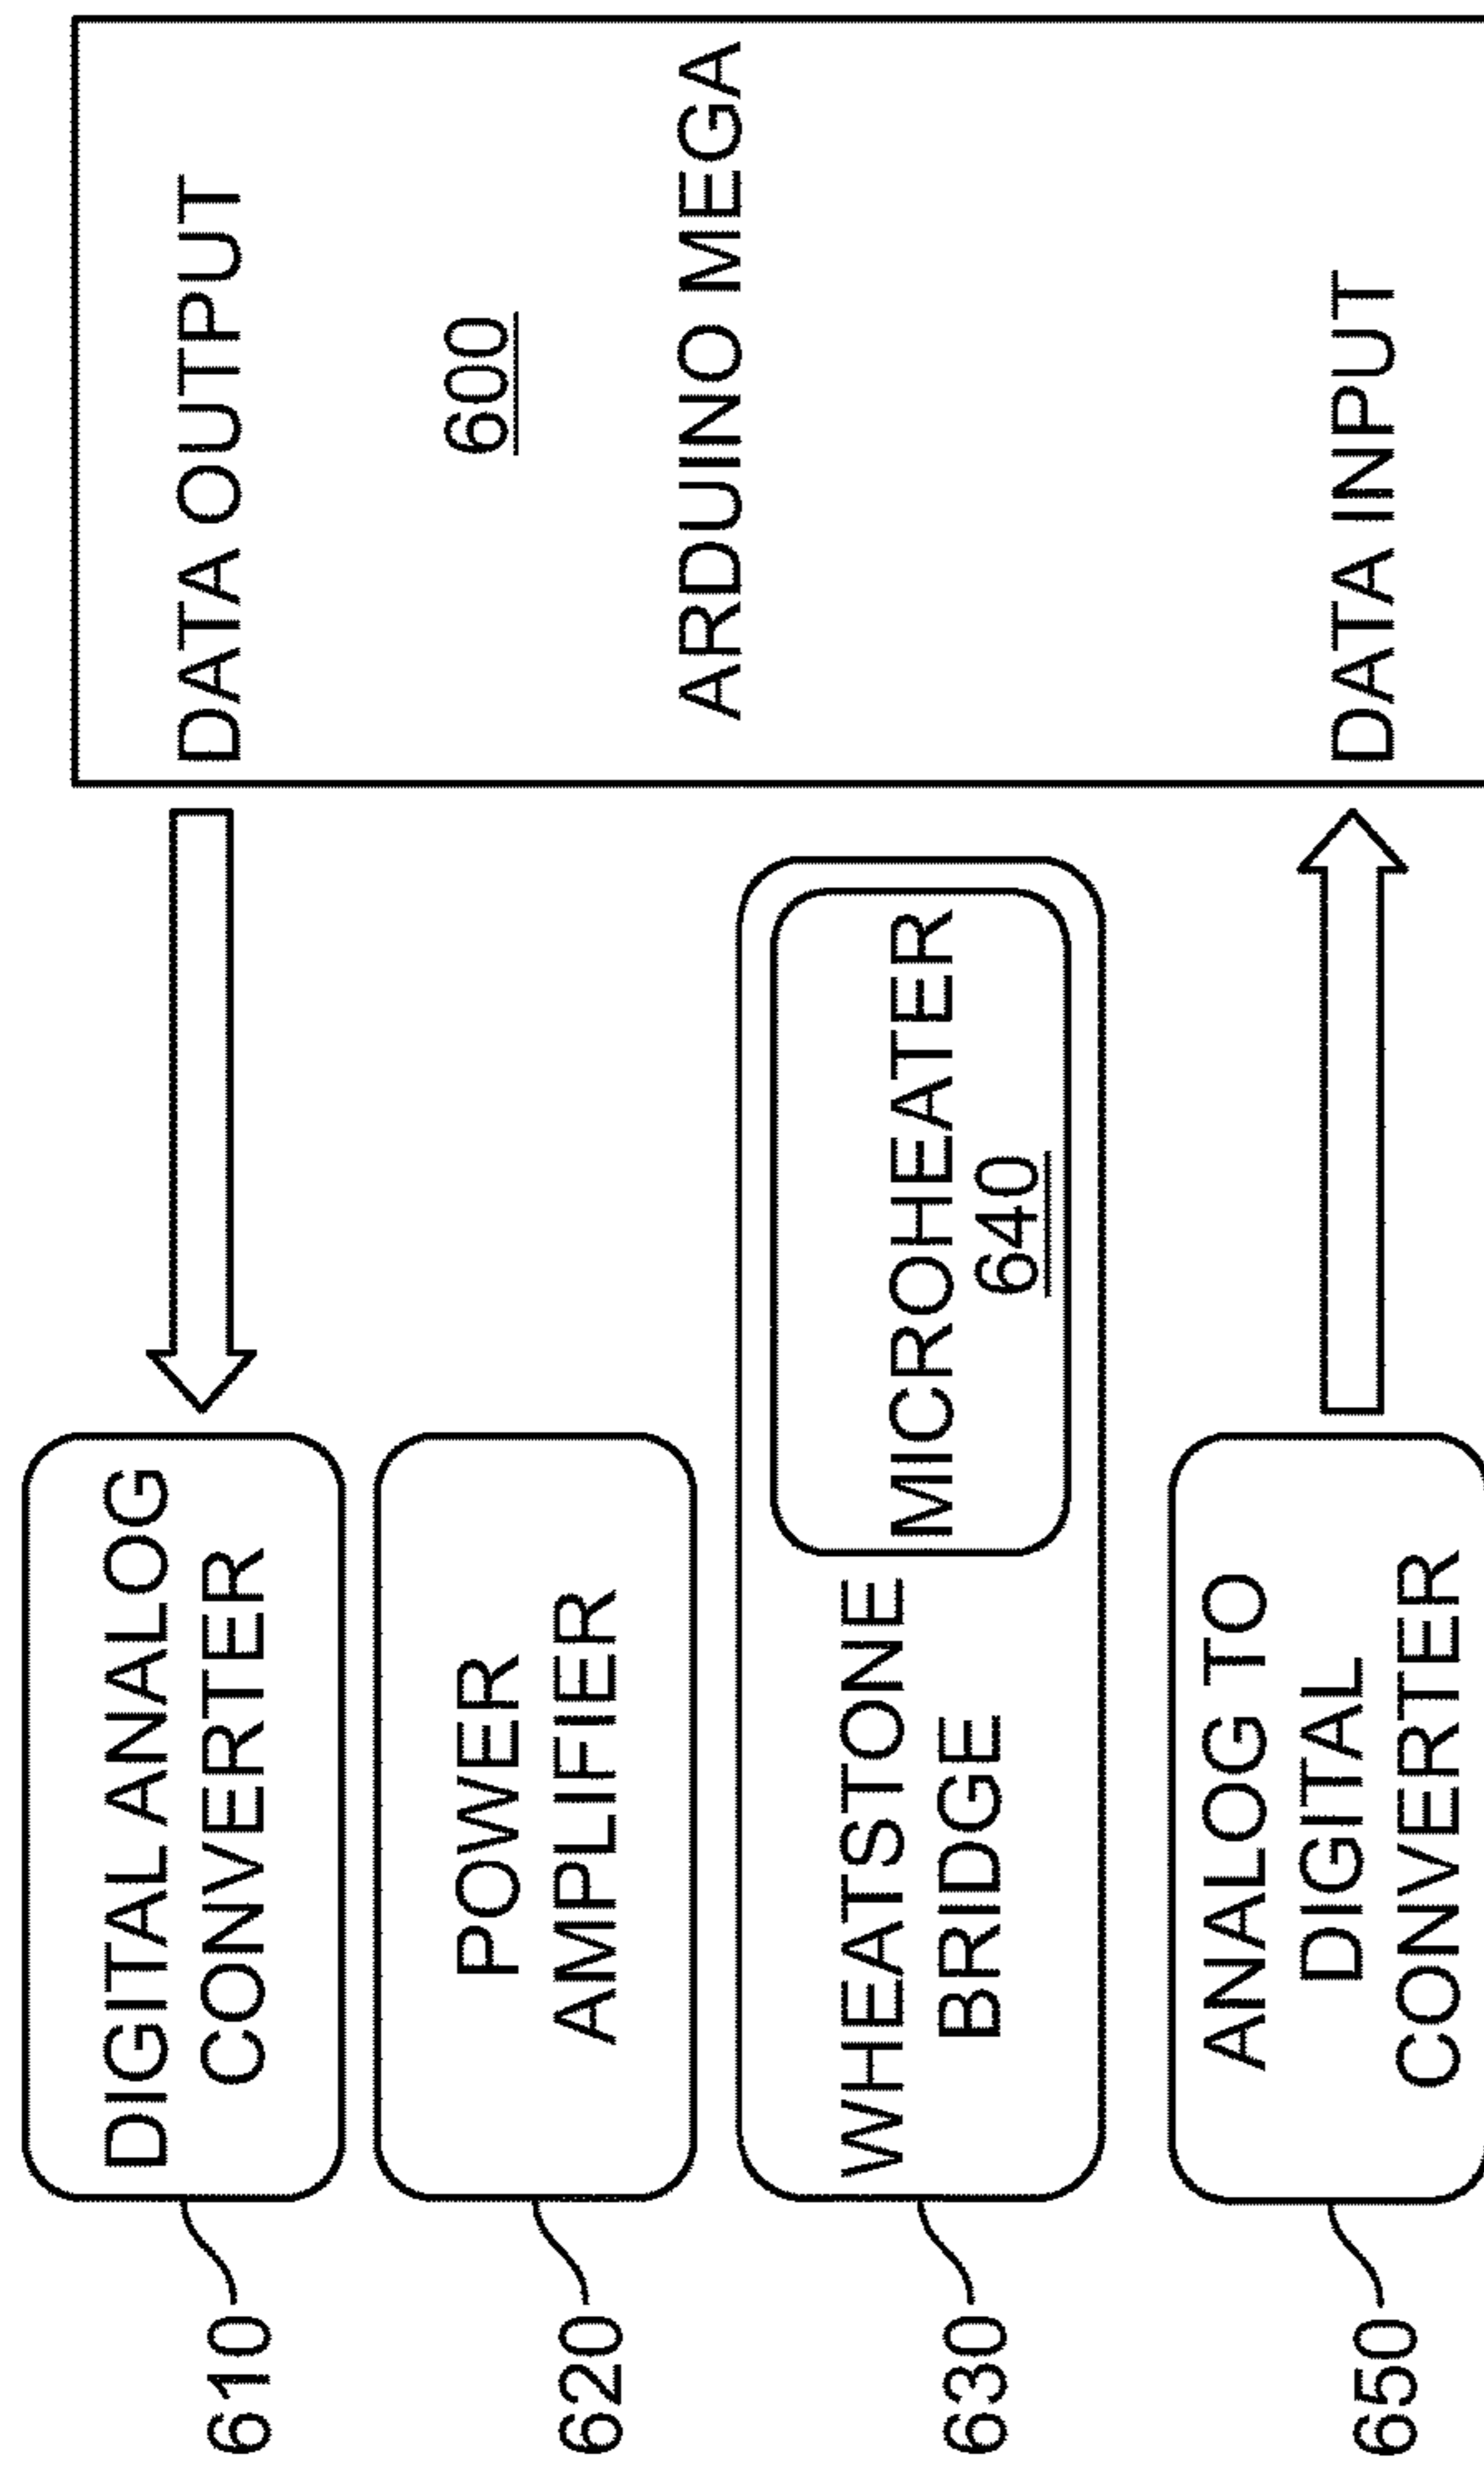 610
DIGITAL ANALOG
CONVERTER
DATA OUTPUT
620
POWER
AMPLIFIER
600
ARDUINO MEGA
630
WHEATSTONE
BRIDGE
MICROHEATER
640
650
ANALOG TO
DIGITAL
CONVERTER
DATA INPUT